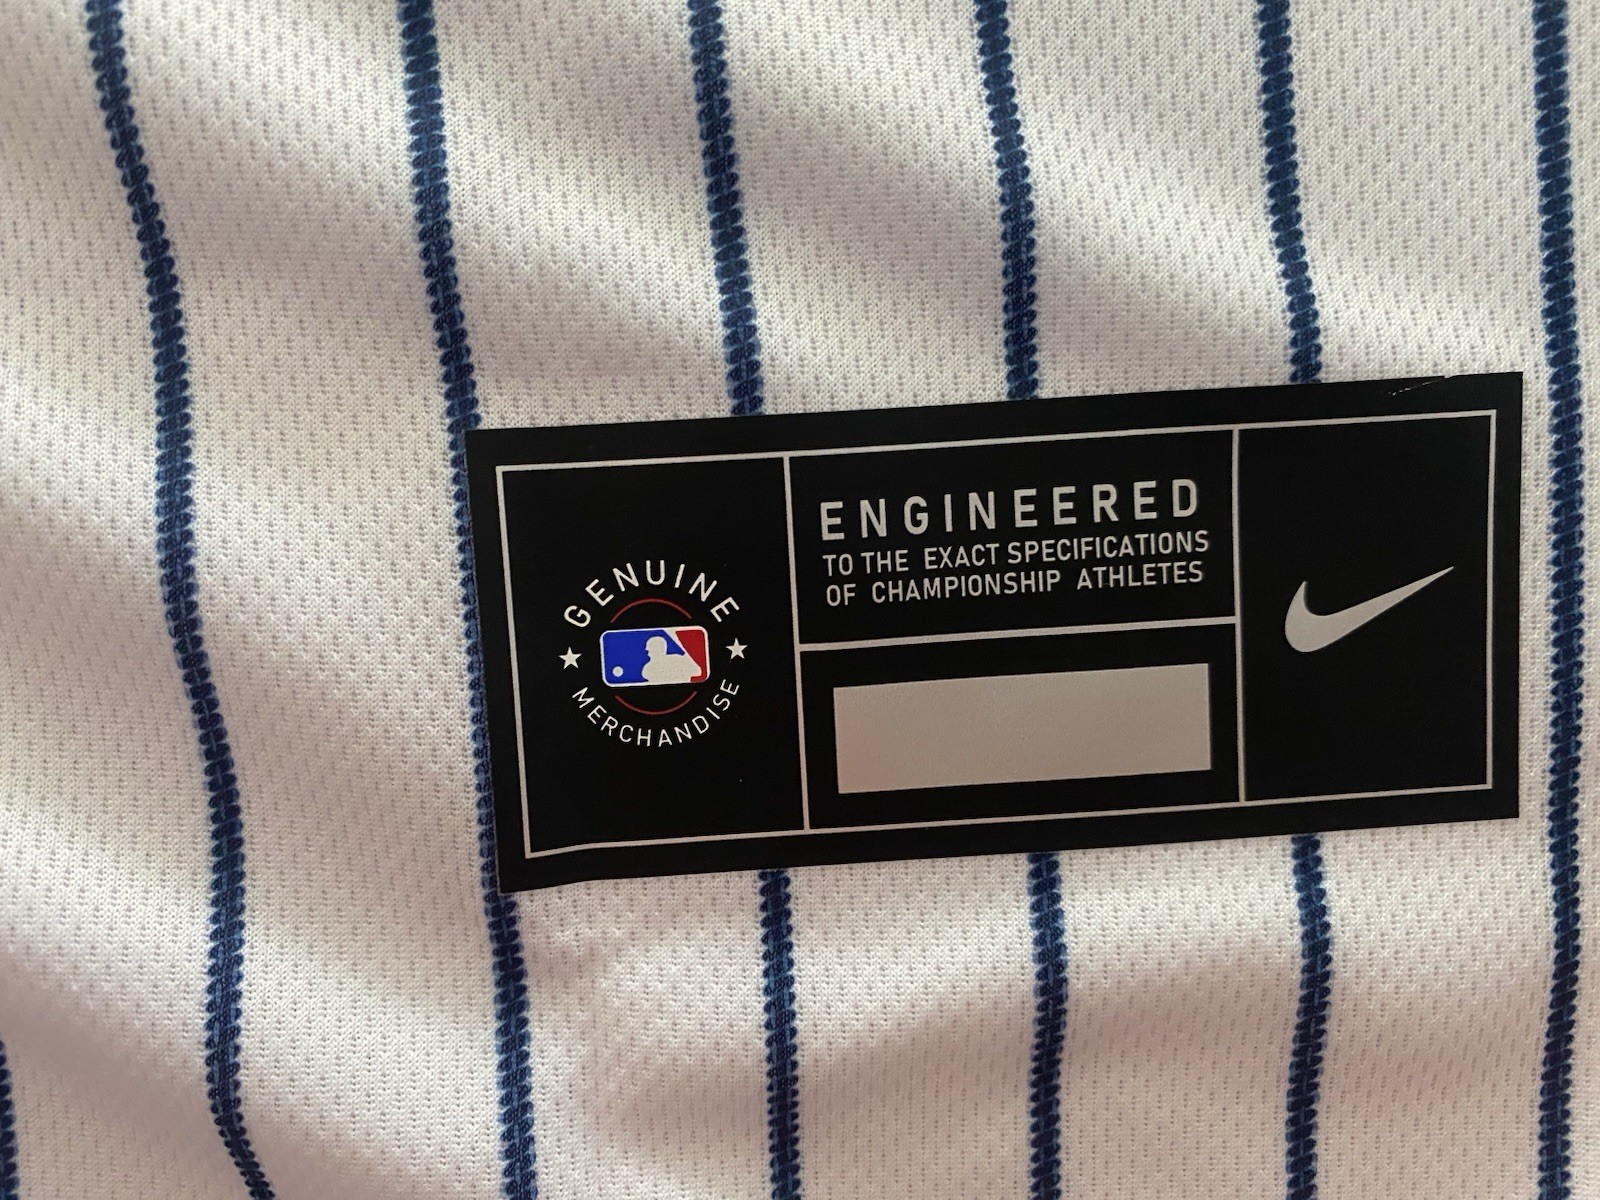 GENUINE
MERCHANDISE
ENGINEERED
TO THE EXACT SPECIFICATIONS
OF CHAMPIONSHIP ATHLETES